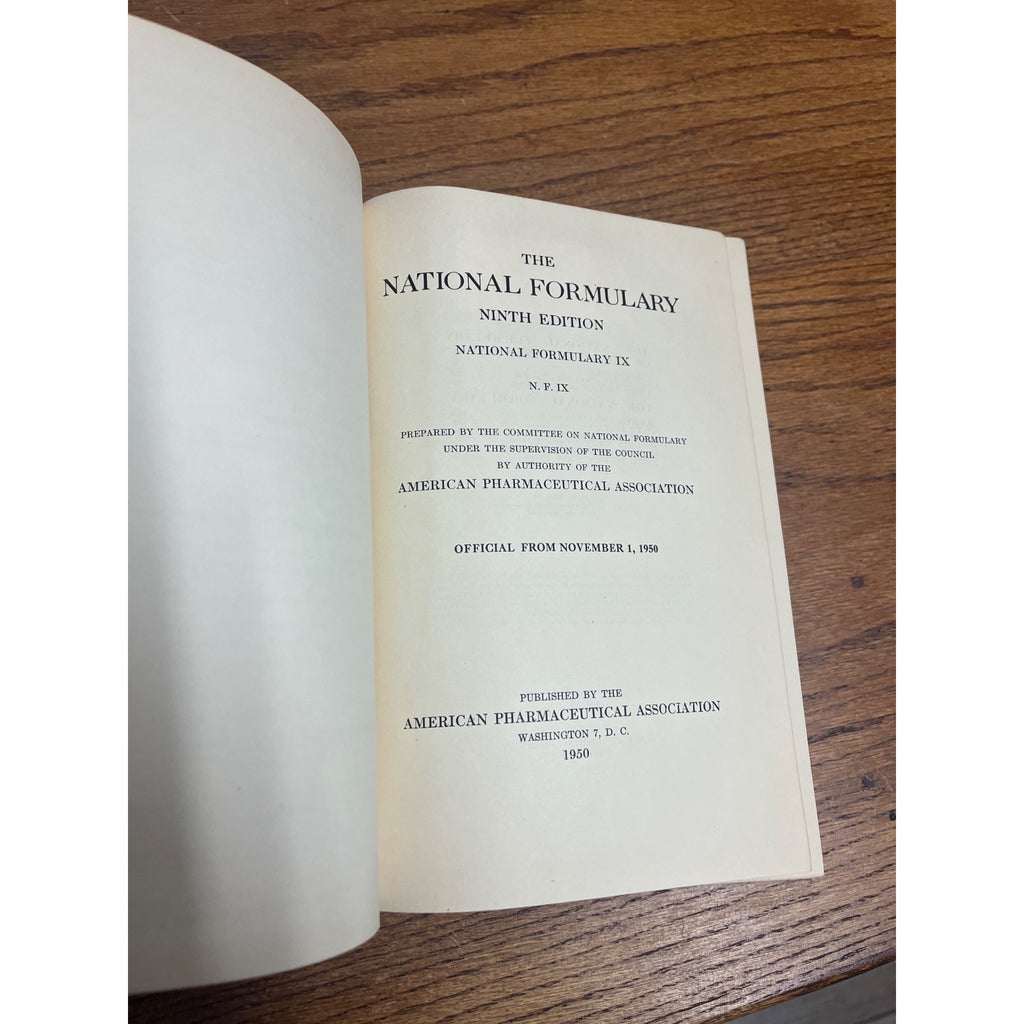 THE
NATIONAL FORMULARY
NINTH EDITION
NATIONAL FORMULARY IX
N. F. IX
PREPARED BY THE COMMITTEE ON NATIONAL FORMULARY
UNDER THE SUPERVISION OF THE COUNCIL
BY AUTHORITY OF THE
AMERICAN PHARMACEUTICAL ASSOCIATION
OFFICIAL FROM NOVEMBER 1, 1950
PUBLISHED BY THE
AMERICAN PHARMACEUTICAL ASSOCIATION
WASHINGTON 7, D. C.
1950